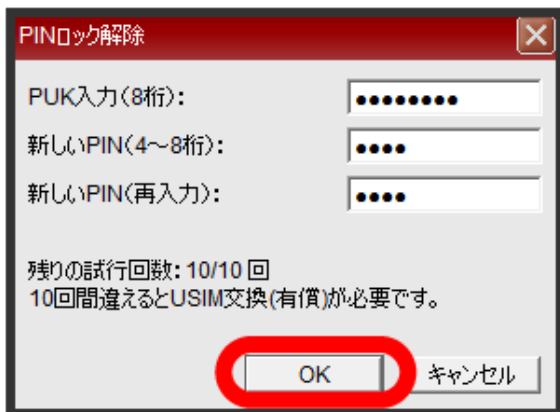 PINロック解除
PUK入力(8桁): ●●●●●●●●
新しいPIN(4～8桁): ●●●●
新しいPIN(再入力): ●●●●
残りの試行回数: 10/10 回
10回間違えるとUSIM交換(有償)が必要です。
OK キャンセル